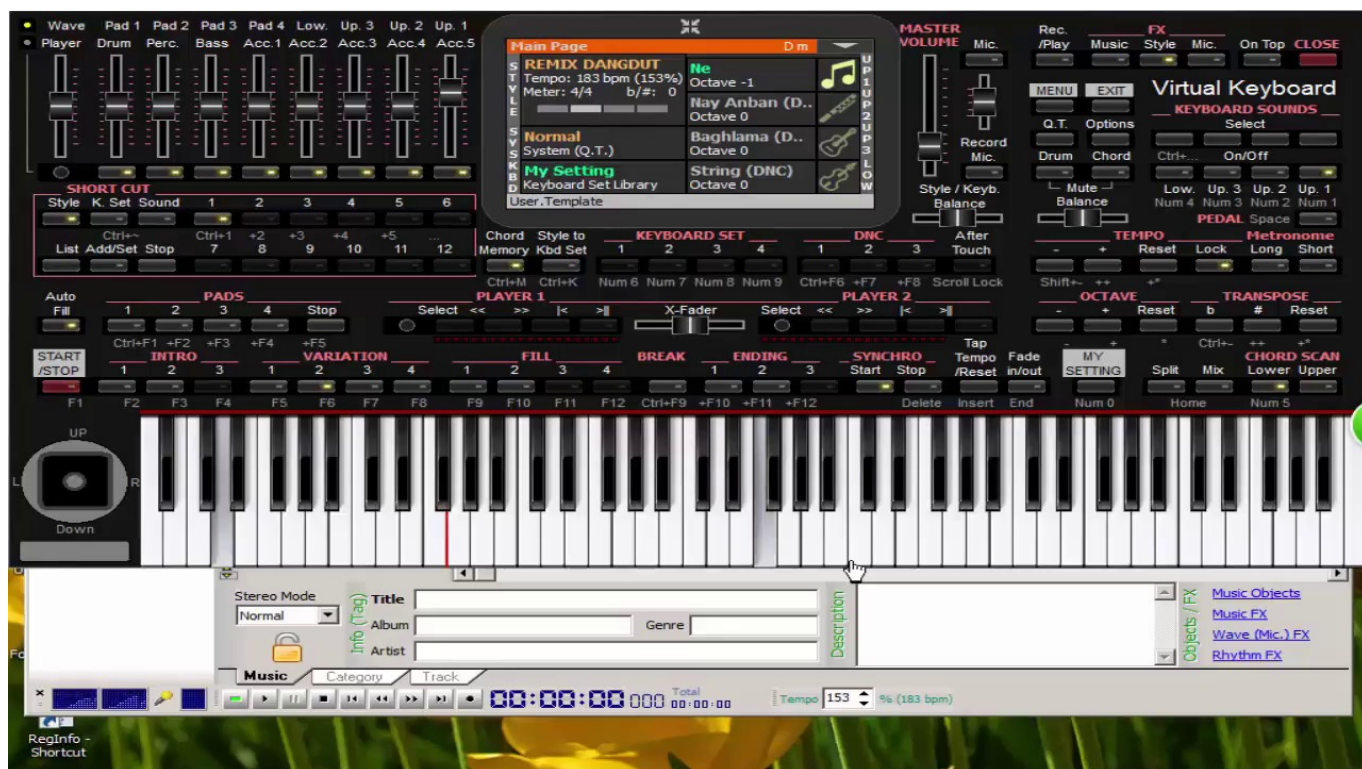 Wave Pad 1 Pad 2 Pad 3 Pad 4 Low. Up. 3 Up. 2 Up. 1
Player Drum Perc. Bass Acc.1 Acc.2 Acc.3 Acc.4 Acc.5
Main Page Dm
STYLE
REMIX DANGDUT
Tempo: 183 bpm (153%)
Meter: 4/4 b/#: 0
SYS
Normal
System (Q.T.)
KBD
My Setting
Keyboard Set Library
User.Template
Ne
Octave -1
Nay Anban (D..
Octave 0
Baghlama (D..
Octave 0
String (DNC)
Octave 0
UP1 UP2 UP3 LOW
MASTER
VOLUME Mic.
Record
Mic.
Style / Keyb.
Balance
Rec. FX
/Play Music Style Mic. On Top CLOSE
MENU EXIT Virtual Keyboard
KEYBOARD SOUNDS
Q.T. Options Select
Drum Chord Ctrl+... On/Off
Mute Low. Up. 3 Up. 2 Up. 1
Balance Num 4 Num 3 Num 2 Num 1
PEDAL Space
SHORT CUT
Style K. Set Sound 1 2 3 4 5 6
Ctrl+~ Ctrl+1 +2 +3 +4 +5 ...
List Add/Set Stop 7 8 9 10 11 12
Chord Style to KEYBOARD SET DNC After
Memory Kbd Set 1 2 3 4 1 2 3 Touch
Ctrl+M Ctrl+K Num 6 Num 7 Num 8 Num 9 Ctrl+F6 +F7 +F8 Scroll Lock
TEMPO Metronome
- + Reset Lock Long Short
Shift+- ++ +*
Auto PADS PLAYER 1 PLAYER 2 OCTAVE TRANSPOSE
Fill 1 2 3 4 Stop Select << >> |< >|| X-Fader Select << >> |< >|| - + Reset b # Reset
Ctrl+F1 +F2 +F3 +F4 +F5 - + * Ctrl+- ++ +*
START INTRO VARIATION FILL BREAK ENDING SYNCHRO Tap Tempo Fade MY CHORD SCAN
/STOP 1 2 3 1 2 3 4 1 2 3 4 1 2 3 Start Stop /Reset in/out SETTING Split Mix Lower Upper
F1 F2 F3 F4 F5 F6 F7 F8 F9 F10 F11 F12 Ctrl+F9 +F10 +F11 +F12 Delete Insert End Num 0 Home Num 5
UP
R
Down
Stereo Mode
Normal
Info (Tag)
Title
Album Genre
Artist
Description
Objects / FX
Music Objects
Music FX
Wave (Mic.) FX
Rhythm FX
Music Category Track
00:00:00 000 Total 00:00:00 Tempo 153 % (183 bpm)
RegInfo -
Shortcut